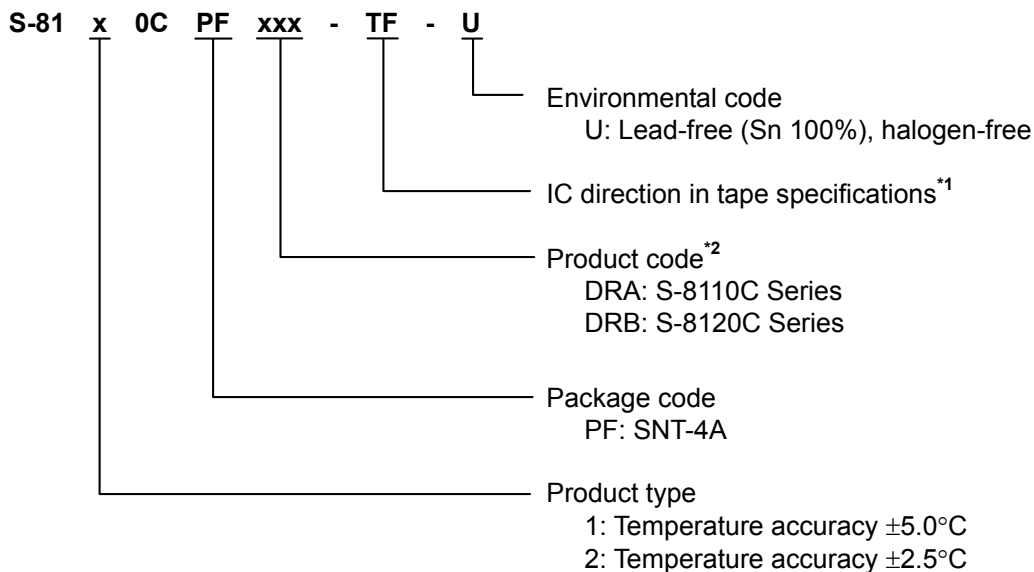 S-81 x 0C PF xxx - TF - U
Environmental code
U: Lead-free (Sn 100%), halogen-free
IC direction in tape specifications*1
Product code*2
DRA: S-8110C Series
DRB: S-8120C Series
Package code
PF: SNT-4A
Product type
1: Temperature accuracy ±5.0°C
2: Temperature accuracy ±2.5°C